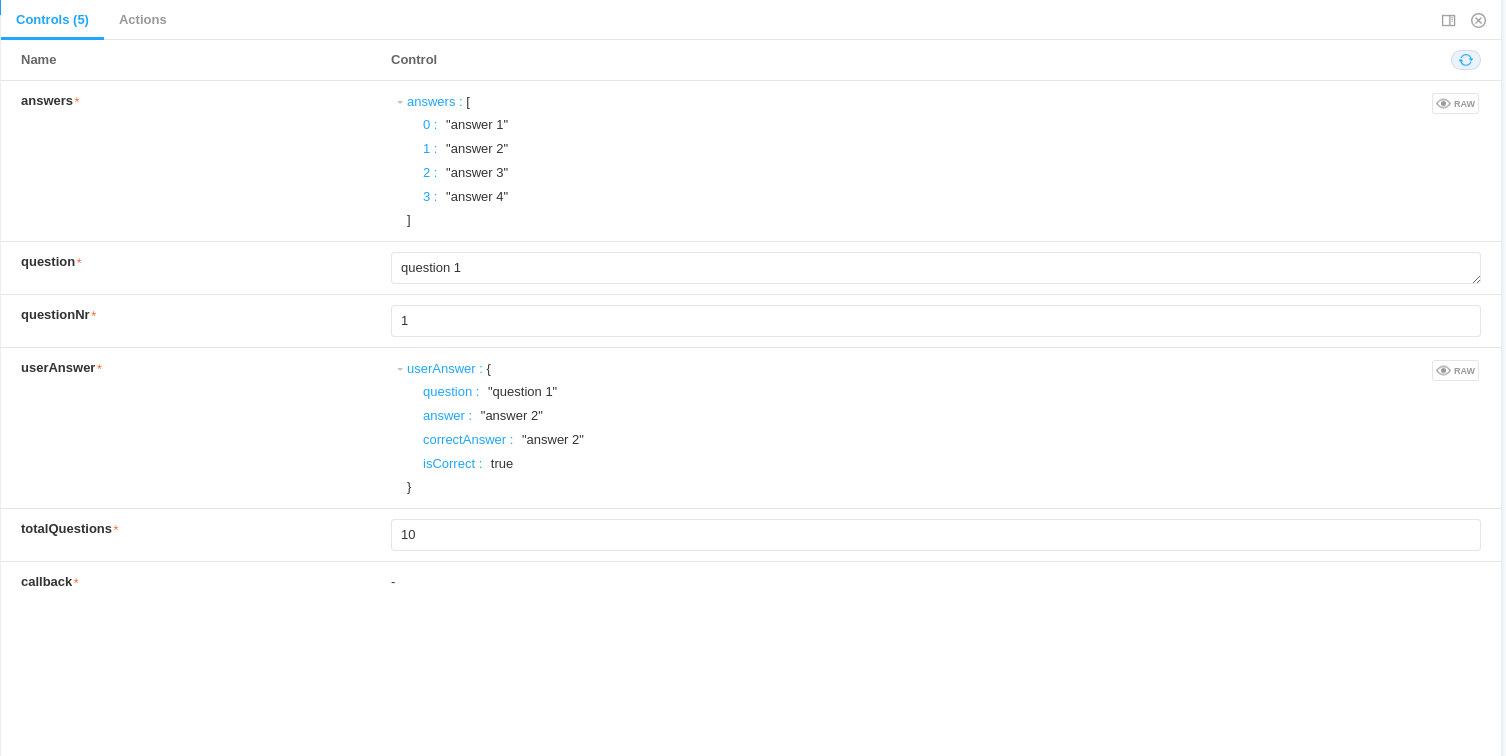 Controls (5) Actions
Name Control
answers* answers : [ RAW
0 : "answer 1"
1 : "answer 2"
2 : "answer 3"
3 : "answer 4"
]
question* question 1
questionNr* 1
userAnswer* userAnswer : { RAW
question : "question 1"
answer : "answer 2"
correctAnswer : "answer 2"
isCorrect : true
}
totalQuestions* 10
callback* -